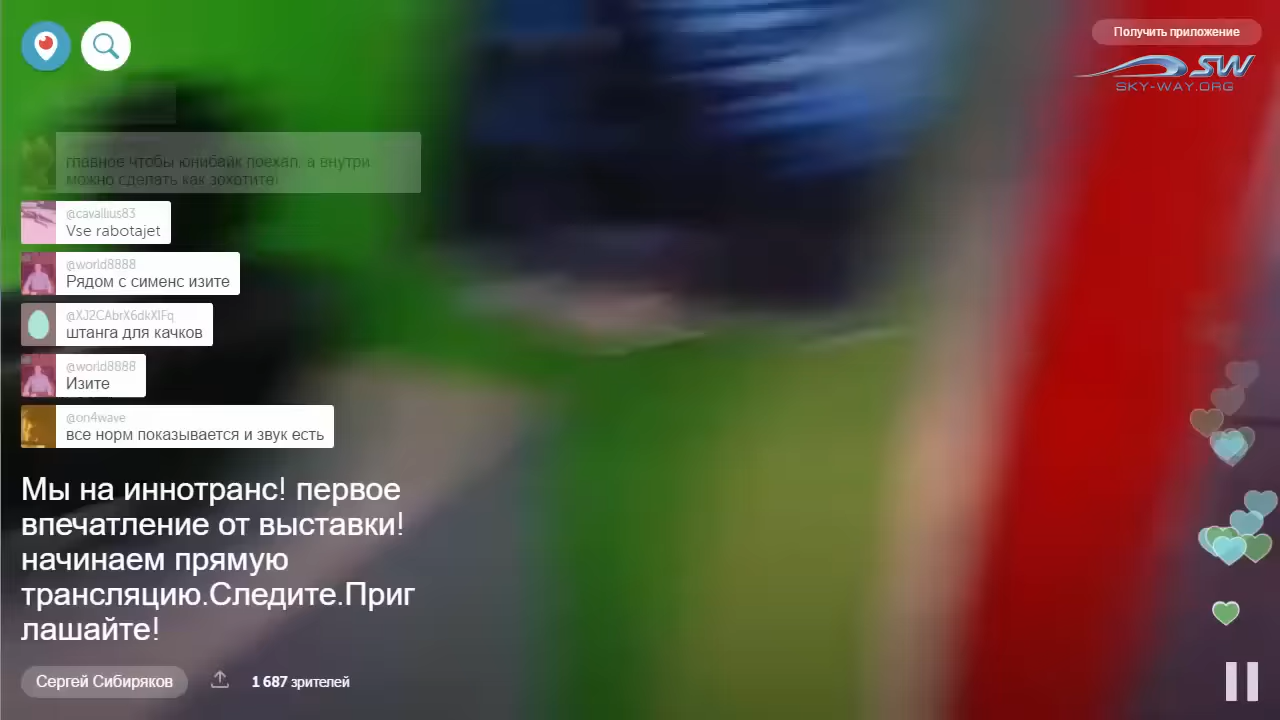 Получить приложение
SW
SKY-WAY.ORG
главное чтобы юнибайк поехал, а внутри
можно сделать как зохотите!
@cavallius83
Vse rabotajet
@world8888
Рядом с сименс изите
@XJ2CAbrX6dkXlFq
штанга для качков
@world8888
Изите
@on4wave
все норм показывается и звук есть
Мы на иннотранс! первое
впечатление от выставки!
начинаем прямую
трансляцию.Следите.Приг
лашайте!
Сергей Сибиряков
1 687 зрителей